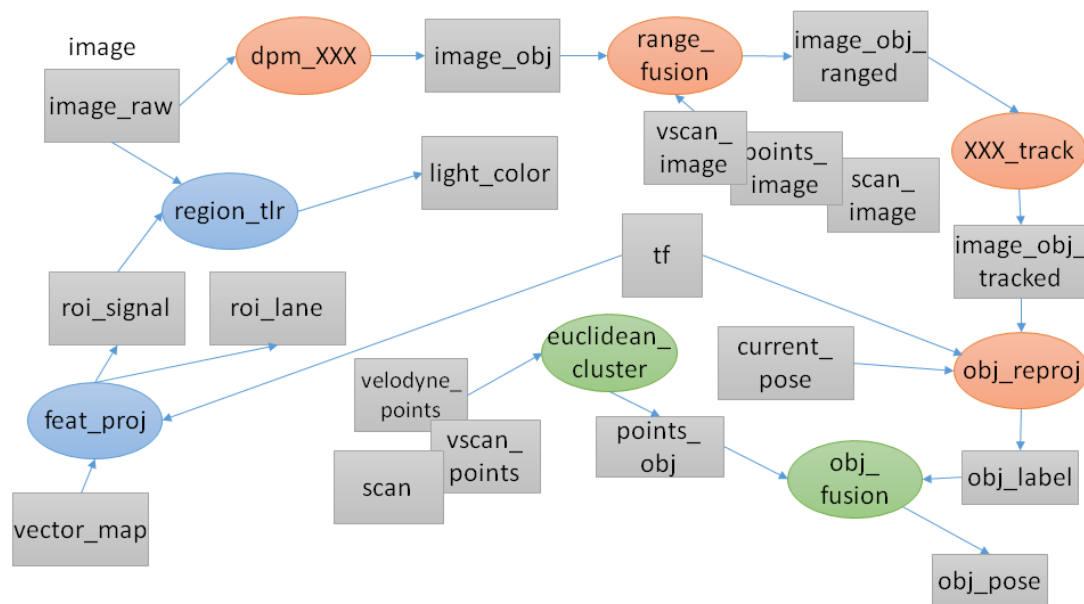 image
image_raw
dpm_XXX
image_obj
range_
fusion
image_obj_
ranged
vscan_
image
points_
image
scan_
image
XXX_track
light_color
region_tlr
image_obj_
tracked
tf
roi_signal
roi_lane
euclidean_
cluster
current_
pose
obj_reproj
velodyne_
points
feat_proj
vscan_
points
scan
points_
obj
obj_
fusion
obj_label
vector_map
obj_pose